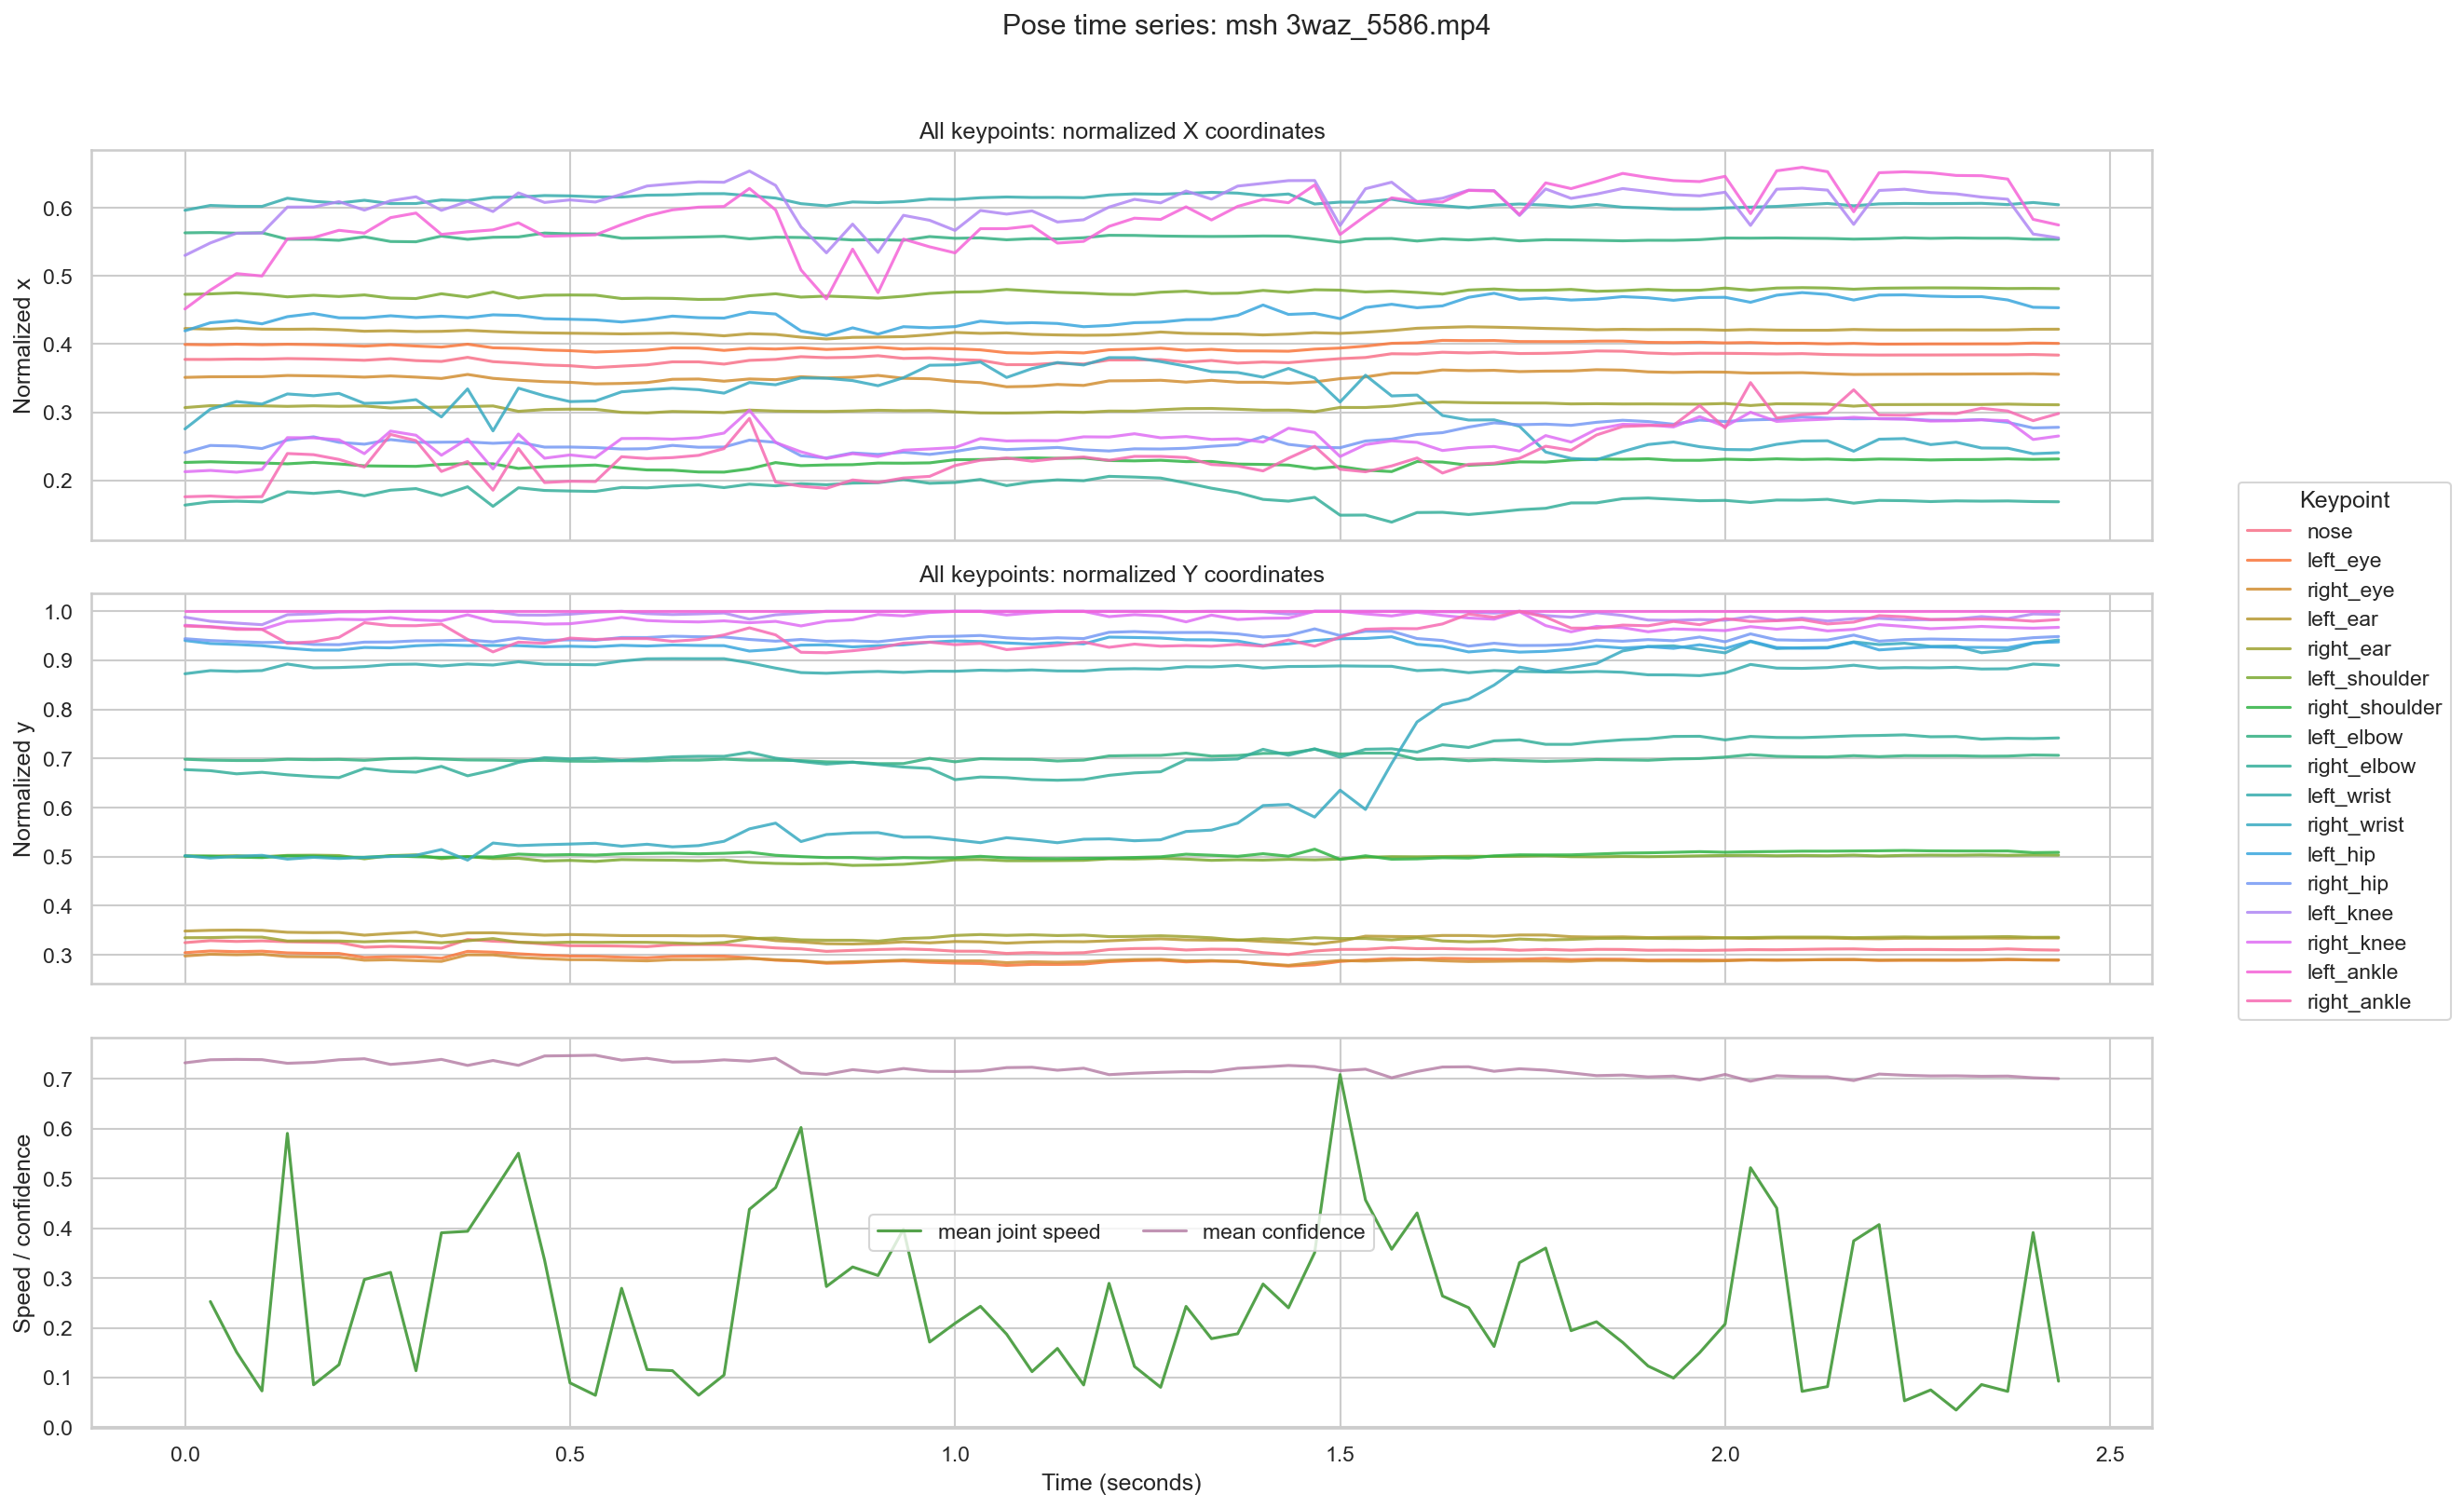 Pose time series: msh 3waz_5586.mp4
All keypoints: normalized X coordinates
Normalized x
0.6
0.5
0.4
0.3
0.2
All keypoints: normalized Y coordinates
Normalized y
1.0
0.9
0.8
0.7
0.6
0.5
0.4
0.3
Speed / confidence
0.7
0.6
0.5
0.4
0.3
0.2
0.1
0.0
mean joint speed mean confidence
0.0 0.5 1.0 1.5 2.0 2.5
Time (seconds)
Keypoint
nose
left_eye
right_eye
left_ear
right_ear
left_shoulder
right_shoulder
left_elbow
right_elbow
left_wrist
right_wrist
left_hip
right_hip
left_knee
right_knee
left_ankle
right_ankle